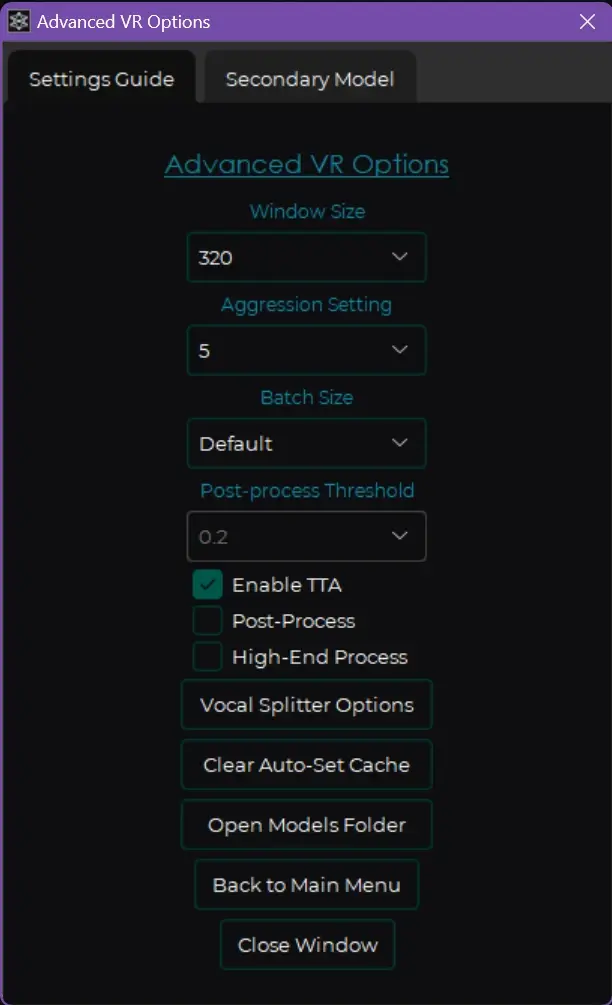 Advanced VR Options
Settings Guide
Secondary Model
Advanced VR Options
Window Size
320
Aggression Setting
5
Batch Size
Default
Post-process Threshold
0.2
Enable TTA
Post-Process
High-End Process
Vocal Splitter Options
Clear Auto-Set Cache
Open Models Folder
Back to Main Menu
Close Window